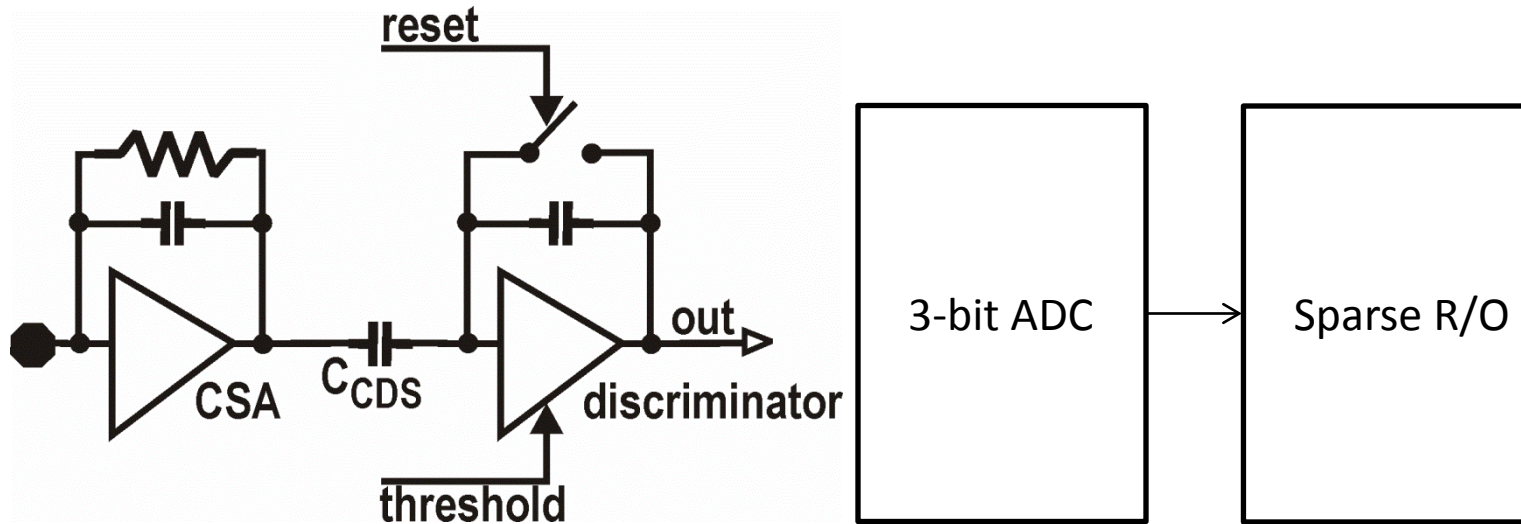 reset
CSA
C_CDS
out
discriminator
threshold
3-bit ADC
Sparse R/O